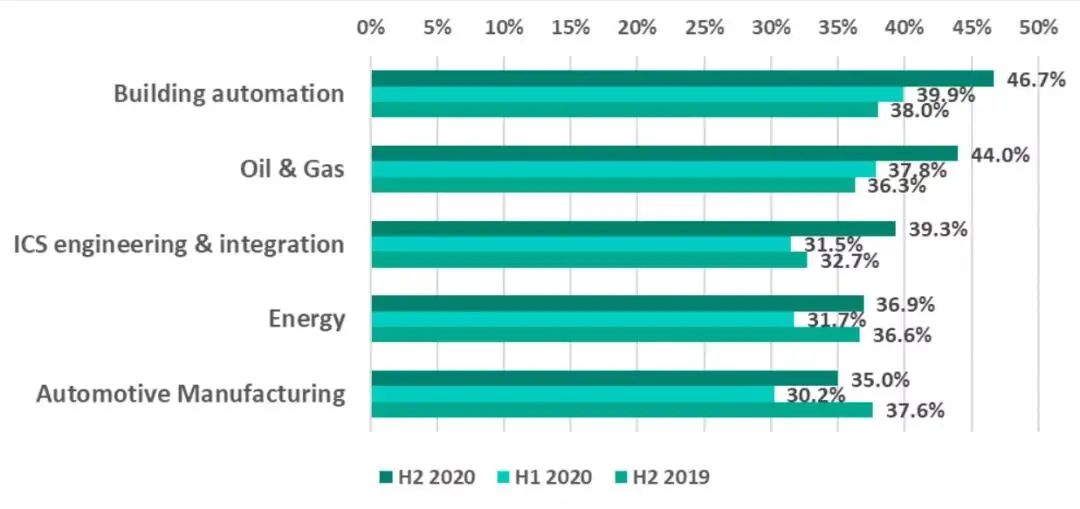 0% 5% 10% 15% 20% 25% 30% 35% 40% 45% 50%
Building automation
46.7%
39.9%
38.0%
Oil & Gas
44.0%
37.8%
36.3%
ICS engineering & integration
39.3%
31.5%
32.7%
Energy
36.9%
31.7%
36.6%
Automotive Manufacturing
35.0%
30.2%
37.6%
H2 2020 H1 2020 H2 2019